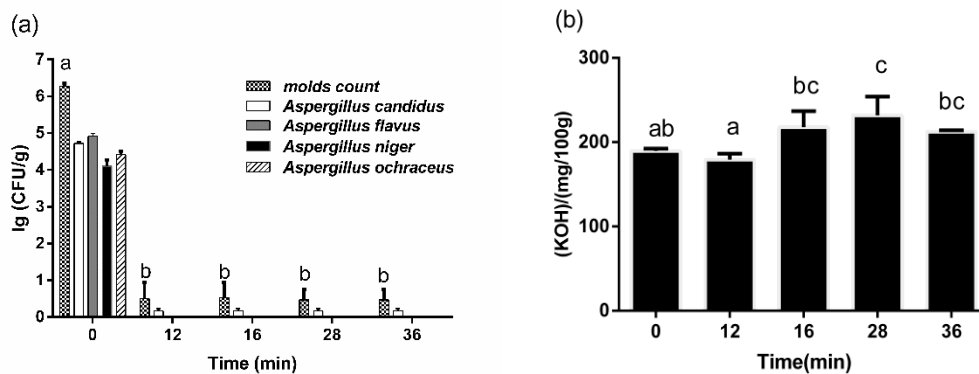 (a)
lg (CFU/g)
7
6
5
4
3
2
1
0
a
b
b
b
b
molds count
Aspergillus candidus
Aspergillus flavus
Aspergillus niger
Aspergillus ochraceus
0 12 16 28 36
Time (min)
(b)
(KOH)/(mg/100g)
300
200
100
0
ab
a
bc
c
bc
0 12 16 28 36
Time(min)